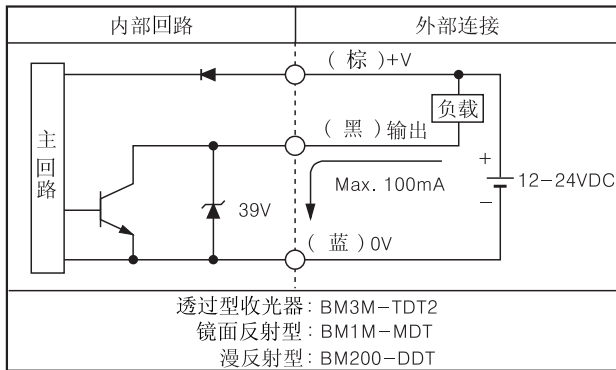 内部回路
外部连接
主回路
(棕)+V
负载
(黑)输出
Max. 100mA
39V
+
12-24VDC
-
(蓝)0V
透过型收光器: BM3M-TDT2
镜面反射型: BM1M-MDT
漫反射型: BM200-DDT